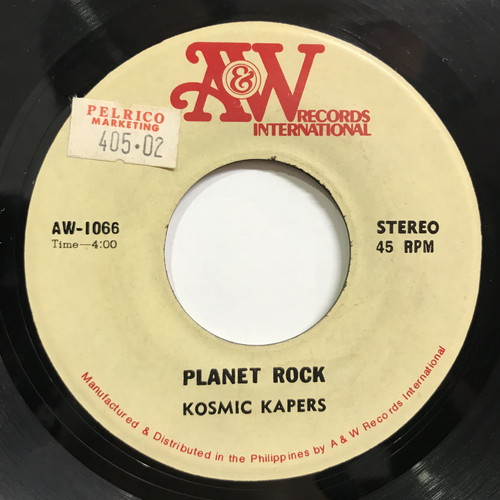 A&W
RECORDS
INTERNATIONAL
PELRICO
MARKETING
405·02
AW-1066
Time—4:00
STEREO
45 RPM
PLANET ROCK
KOSMIC KAPERS
Manufactured & Distributed in the Philippines by A & W Records International